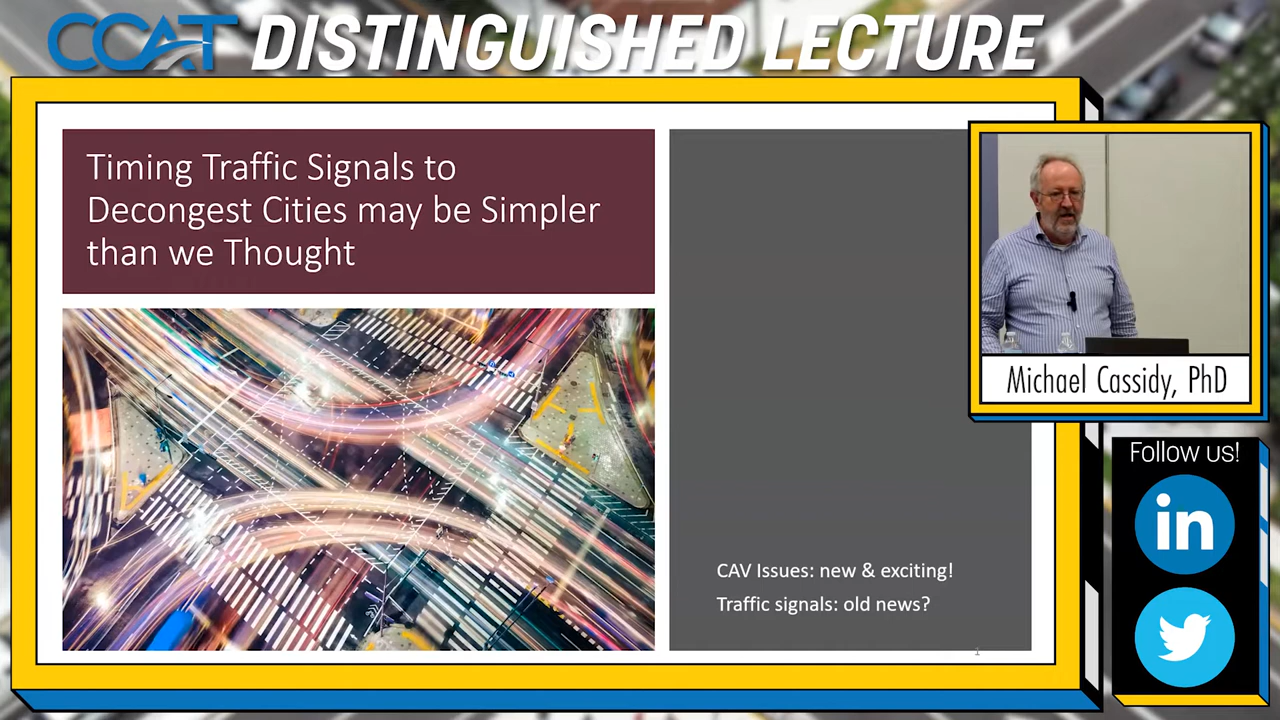 CCAT DISTINGUISHED LECTURE
Timing Traffic Signals to
Decongest Cities may be Simpler
than we Thought
CAV Issues: new & exciting!
Traffic signals: old news?
1
Michael Cassidy, PhD
Follow us!
in